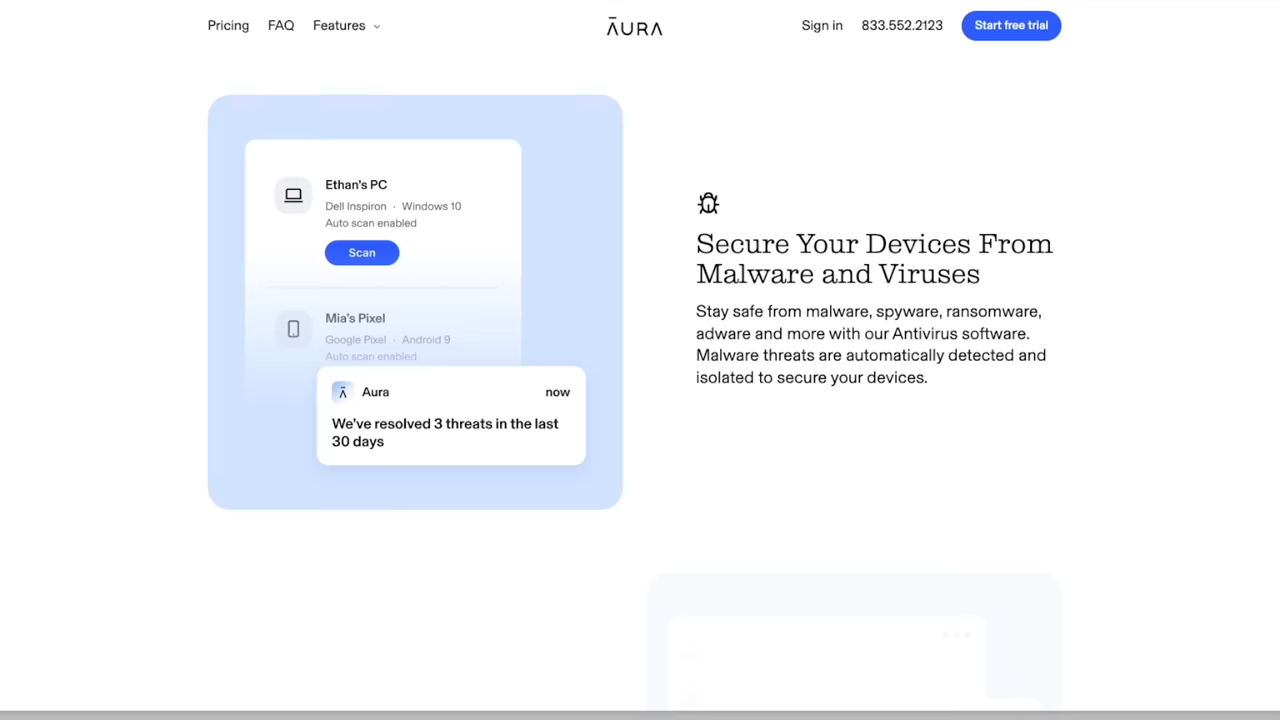 Pricing FAQ Features
ĀURA
Sign in 833.552.2123 Start free trial
Ethan's PC
Dell Inspiron · Windows 10
Auto scan enabled
Scan
Mia's Pixel
Google Pixel · Android 9
Auto scan enabled
Aura now
We've resolved 3 threats in the last
30 days
Secure Your Devices From
Malware and Viruses
Stay safe from malware, spyware, ransomware,
adware and more with our Antivirus software.
Malware threats are automatically detected and
isolated to secure your devices.